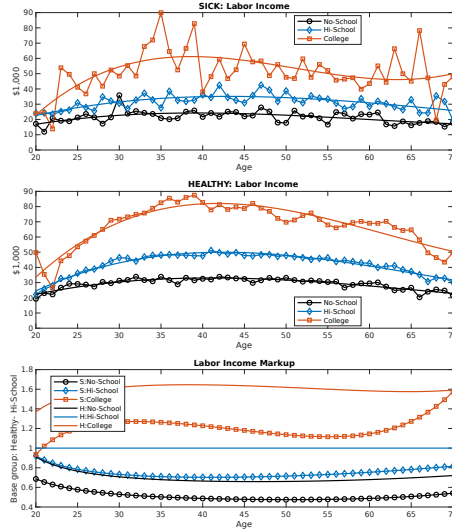 SICK: Labor Income
$1,000
90
80
70
60
50
40
30
20
10
0
No-School
Hi-School
College
20 25 30 35 40 45 50 55 60 65 70
Age
HEALTHY: Labor Income
$1,000
90
80
70
60
50
40
30
20
10
0
No-School
Hi-School
College
20 25 30 35 40 45 50 55 60 65 70
Age
Labor Income Markup
Base group: Healthy- Hi-School
1.8
1.6
1.4
1.2
1
0.8
0.6
0.4
S:No-School
S:Hi-School
S:College
H:No-School
H:Hi-School
H:College
20 25 30 35 40 45 50 55 60 65 70
Age